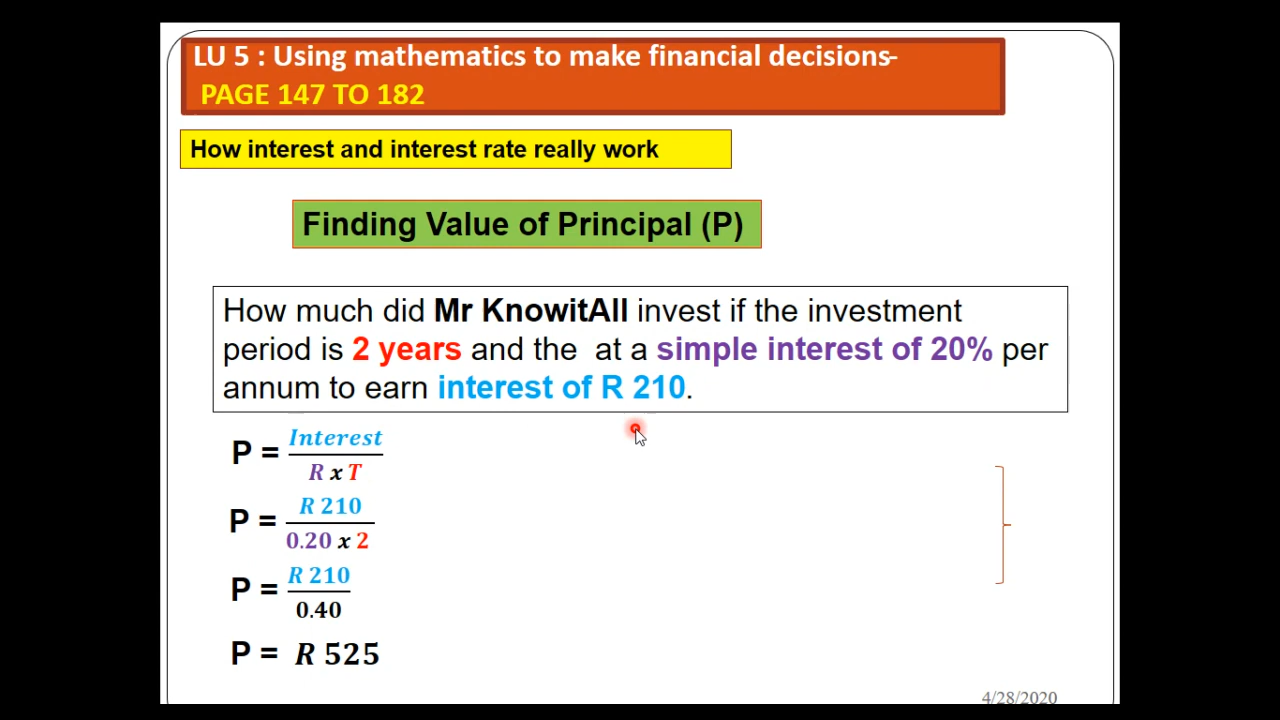 LU 5 : Using mathematics to make financial decisions-
PAGE 147 TO 182
How interest and interest rate really work
Finding Value of Principal (P)
How much did Mr KnowitAll invest if the investment
period is 2 years and the  at a simple interest of 20% per
annum to earn interest of R 210.
P = Interest
R x T
P = R 210
0.20 x 2
P = R 210
0.40
P = R 525
4/28/2020